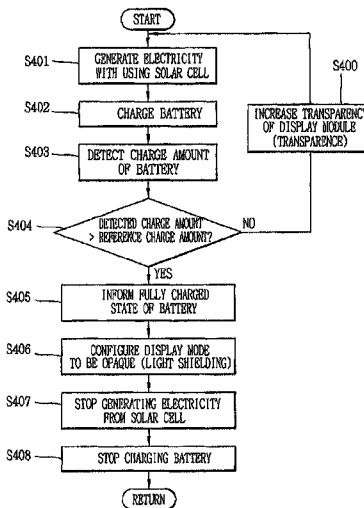 START
S401
GENERATE ELECTRICITY
WITH USING SOLAR CELL
S400
INCREASE TRANSPARENCY
OF DISPLAY MODULE
(TRANSPARENCE)
S402
CHARGE BATTERY
S403
DETECT CHARGE AMOUNT
OF BATTERY
S404
DETECTED CHARGE AMOUNT
> REFERENCE CHARGE AMOUNT?
NO
YES
S405
INFORM FULLY CHARGED
STATE OF BATTERY
S406
CONFIGURE DISPLAY MODE
TO BE OPAQUE (LIGHT SHIELDING)
S407
STOP GENERATING ELECTRICITY
FROM SOLAR CELL
S408
STOP CHARGING BATTERY
RETURN